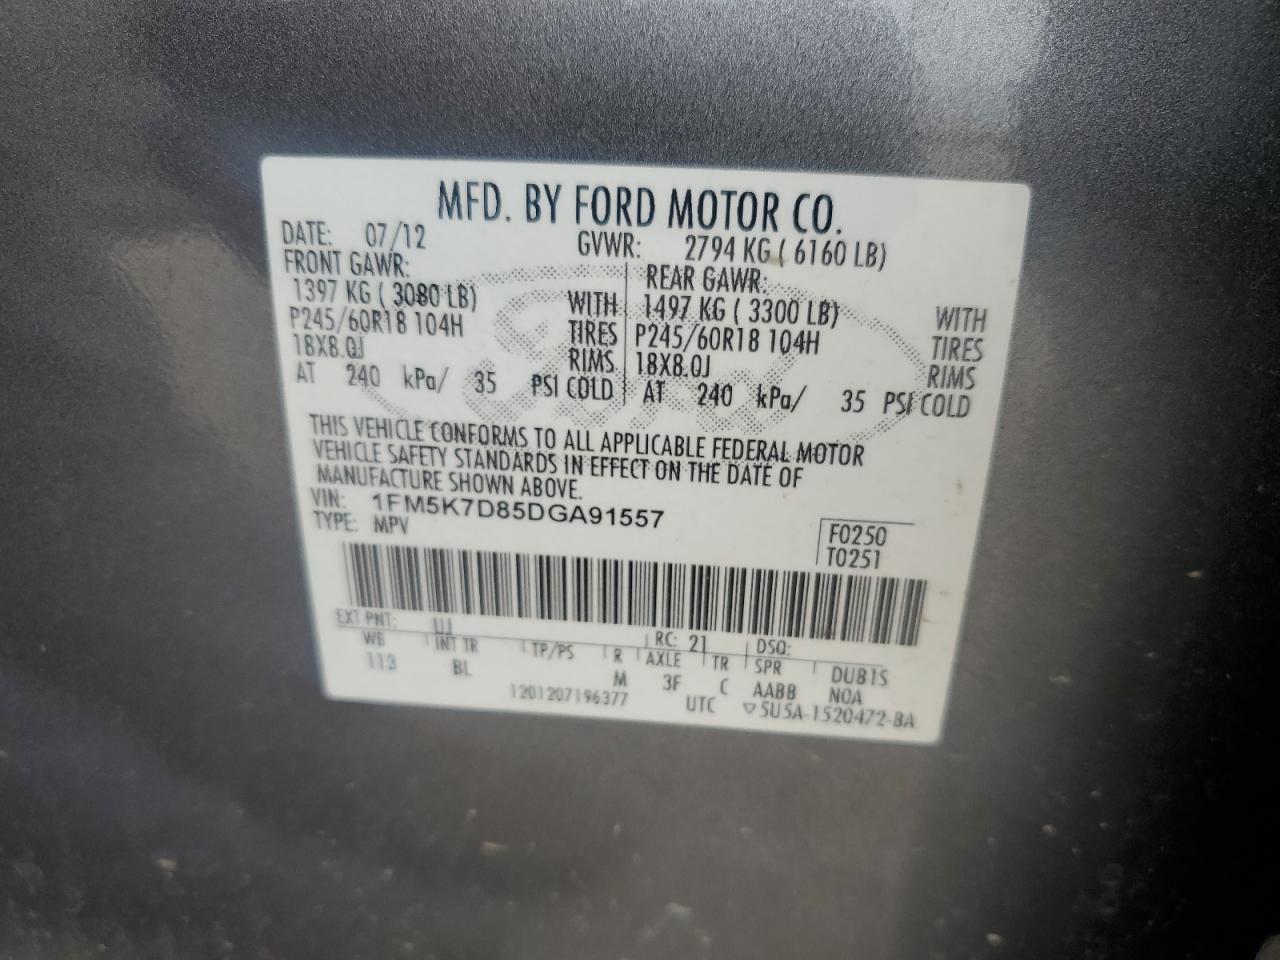 MFD. BY FORD MOTOR CO.
DATE: 07/12 GVWR: 2794 KG ( 6160 LB)
FRONT GAWR: REAR GAWR:
1397 KG ( 3080 LB) WITH 1497 KG ( 3300 LB) WITH
P245/60R18 104H TIRES P245/60R18 104H TIRES
18X8.0J RIMS 18X8.0J RIMS
AT 240 kPa/ 35 PSI COLD AT 240 kPa/ 35 PSI COLD
THIS VEHICLE CONFORMS TO ALL APPLICABLE FEDERAL MOTOR
VEHICLE SAFETY STANDARDS IN EFFECT ON THE DATE OF
MANUFACTURE SHOWN ABOVE.
VIN: 1FM5K7D85DGA91557
TYPE: MPV
F0250
T0251
EXT PNT: UJ RC: 21 DSO:
WB INT TR TP/PS R AXLE TR SPR DUB1S
113 BL M 3F C AABB NOA
1201207196377 UTC ▽5U5A-1520472-BA